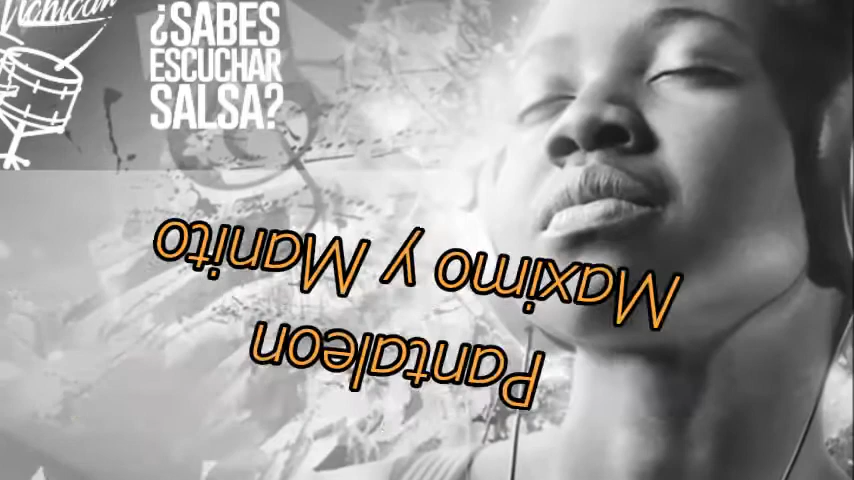 ¿SABES
ESCUCHAR
SALSA?
Pantaleon
Maximo y Manito